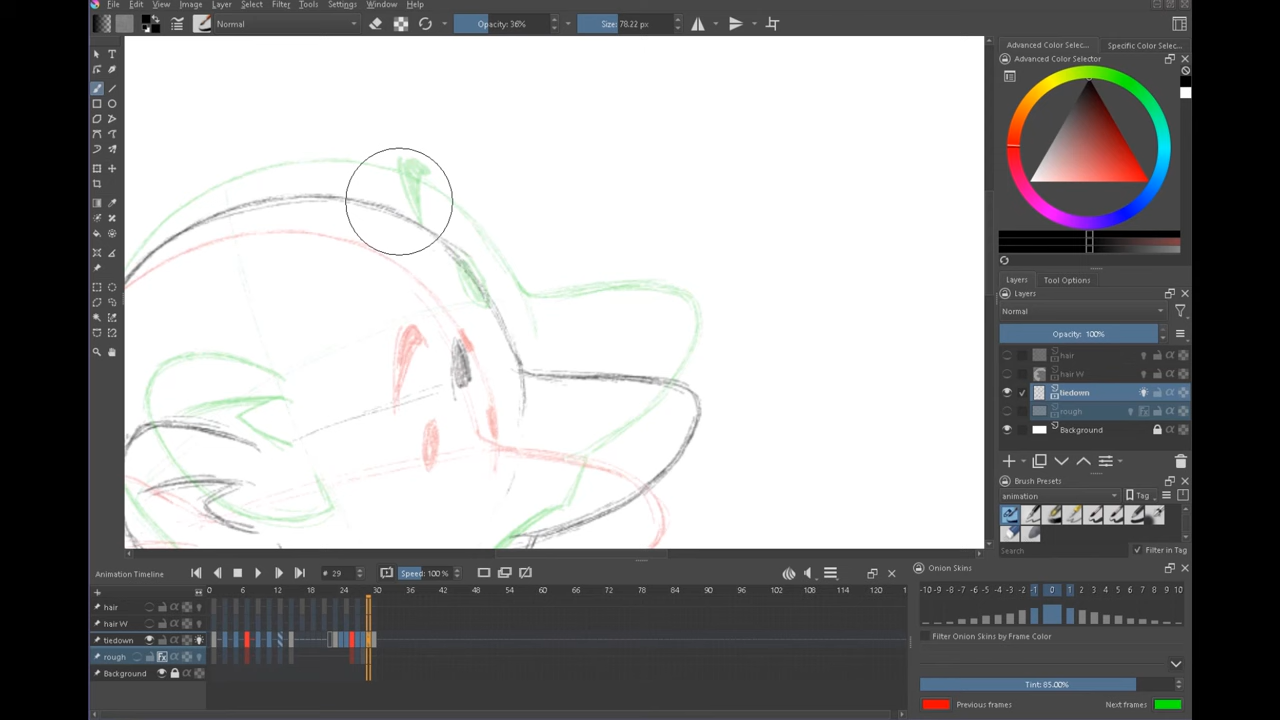 File Edit View Image Layer Select Filter Tools Settings Window Help
Normal Opacity: 36% Size: 78.22 px
Advanced Color Selec... Specific Color Selec...
Advanced Color Selector
Layers Tool Options
Layers
Normal
Opacity: 100%
hair
hair W
tiedown
rough
Background
Brush Presets
animation Tag
Search Filter in Tag
Animation Timeline # 29 Speed: 100 %
0 6 12 18 24 30 36 42 48 54 60 66 72 78 84 90 96 102 108 114 12
hair
hair W
tiedown
rough
Background
Onion Skins
-10 -9 -8 -7 -6 -5 -4 -3 -2 -1 0 1 2 3 4 5 6 7 8 9 10
Filter Onion Skins by Frame Color
Tint: 85.00%
Previous frames Next frames